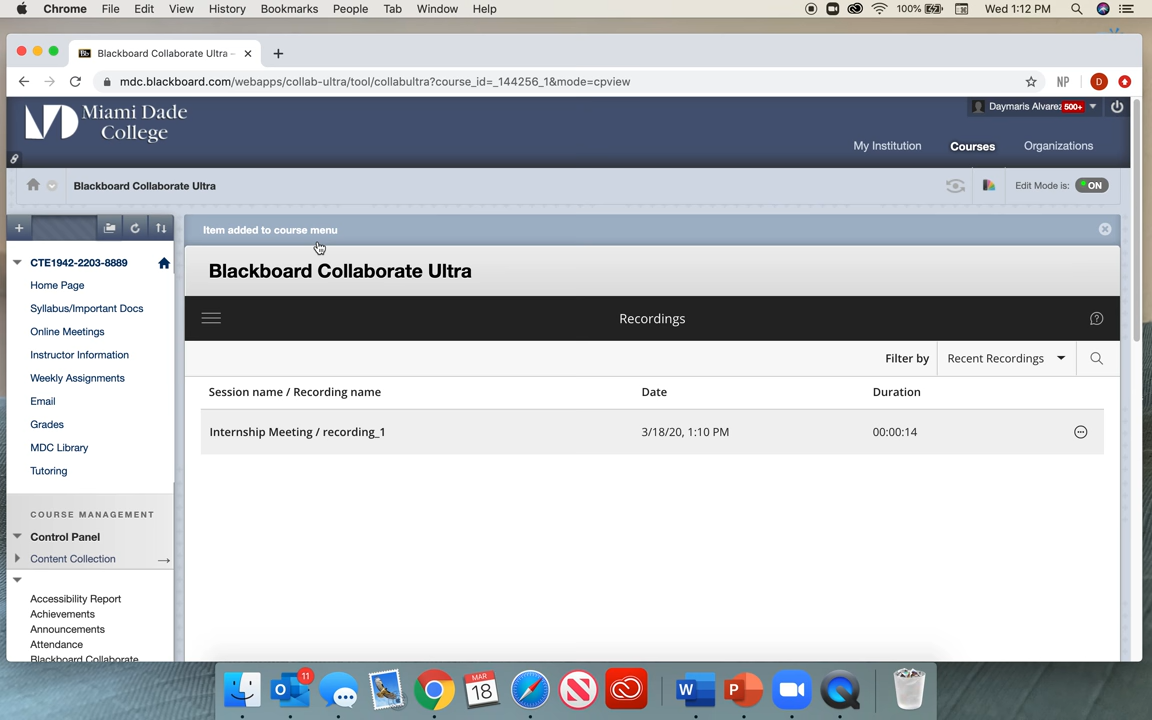 Chrome File Edit View History Bookmarks People Tab Window Help 100% Wed 1:12 PM
Blackboard Collaborate Ultra –
mdc.blackboard.com/webapps/collab-ultra/tool/collabultra?course_id=_144256_1&mode=cpview NP D
Miami Dade College
Daymaris Alvarez 500+
My Institution Courses Organizations
Blackboard Collaborate Ultra Edit Mode is: ON
Item added to course menu
CTE1942-2203-8889
Home Page
Syllabus/Important Docs
Online Meetings
Instructor Information
Weekly Assignments
Email
Grades
MDC Library
Tutoring
COURSE MANAGEMENT
Control Panel
Content Collection
Accessibility Report
Achievements
Announcements
Attendance
Blackboard Collaborate
Blackboard Collaborate Ultra
Recordings
Filter by Recent Recordings
Session name / Recording name Date Duration
Internship Meeting / recording_1 3/18/20, 1:10 PM 00:00:14
11
MAR
18
W
P